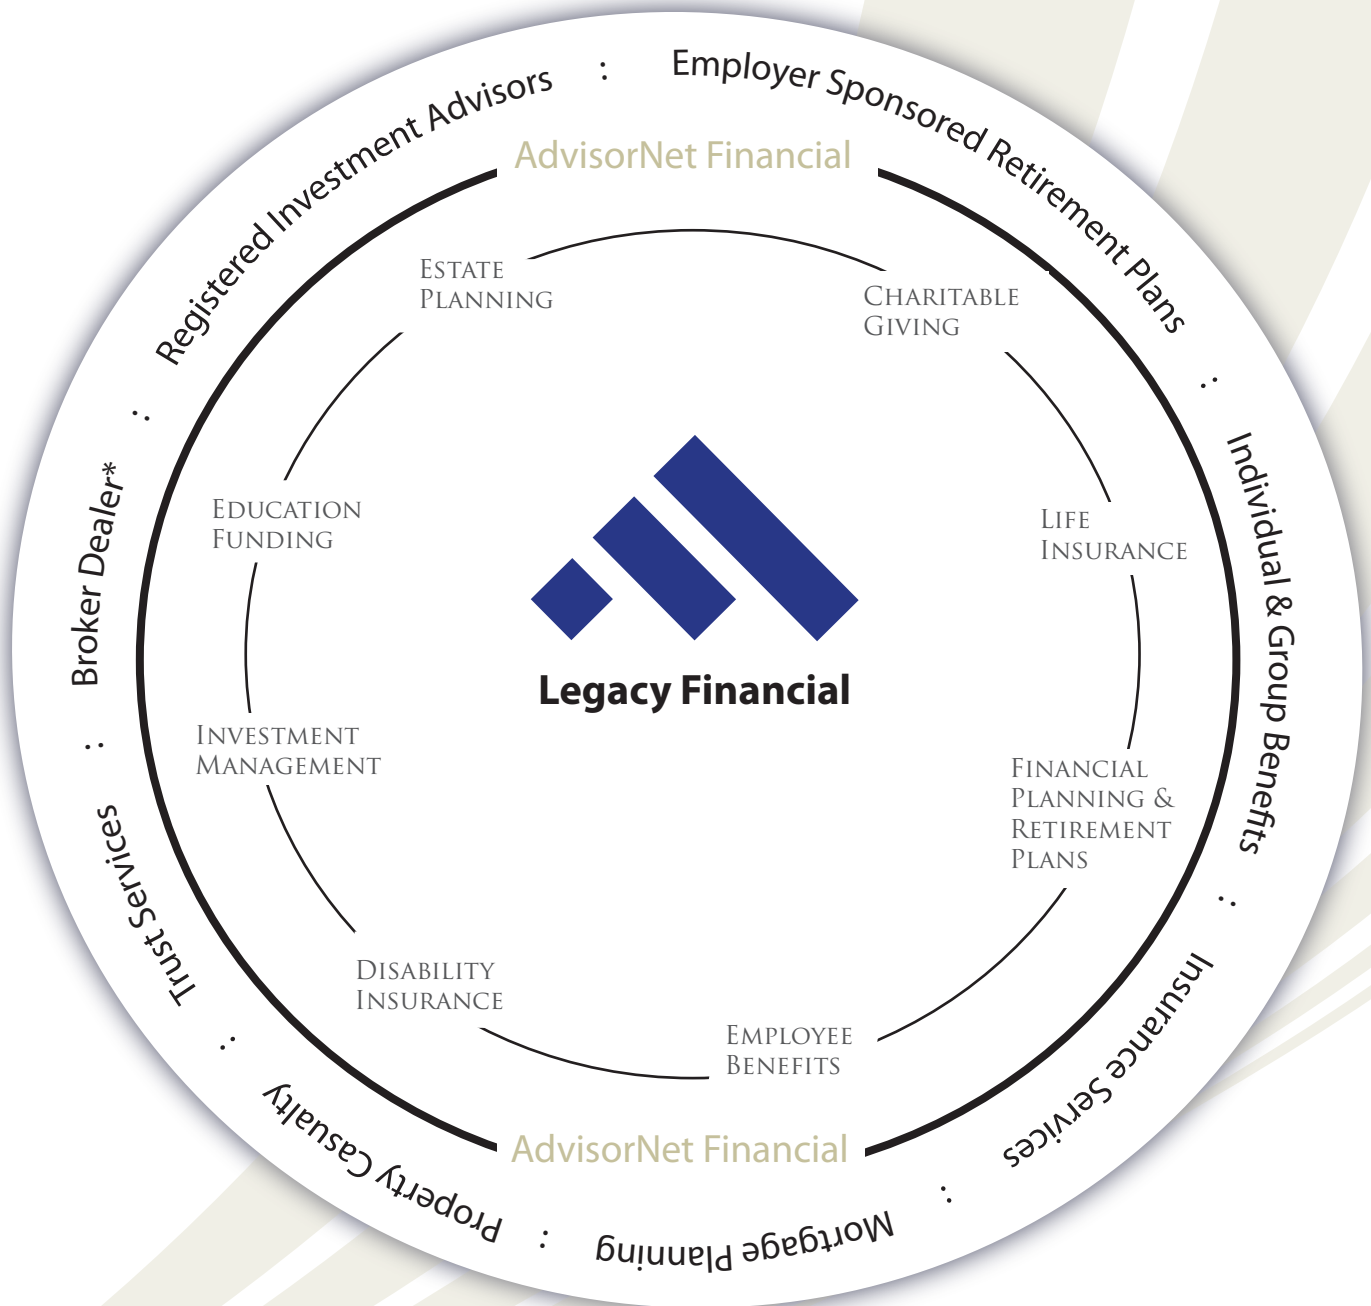 Registered Investment Advisors
:
Employer Sponsored Retirement Plans
:
Individual & Group Benefits
:
Insurance Services
:
Mortgage Planning
:
Property Casualty
:
Trust Services
:
Broker Dealer*
:
AdvisorNet Financial
ESTATE
PLANNING
CHARITABLE
GIVING
EDUCATION
FUNDING
LIFE
INSURANCE
Legacy Financial
INVESTMENT
MANAGEMENT
FINANCIAL
PLANNING &
RETIREMENT
PLANS
DISABILITY
INSURANCE
EMPLOYEE
BENEFITS
AdvisorNet Financial